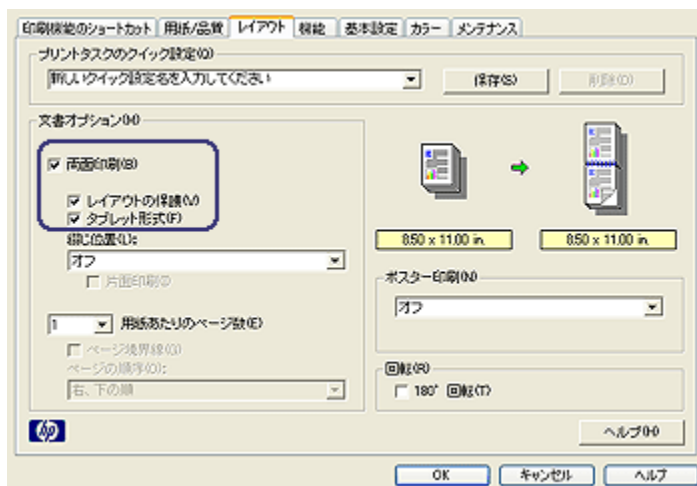 印刷機能のショートカット 用紙/品質 レイアウト 機能 基本設定 カラー メンテナンス
プリントタスクのクイック設定(Q)
新しいクイック設定名を入力してください 保存(S) 削除(D)
文書オプション(H)
両面印刷(B)
レイアウトの保護(V)
タブレット形式(F)
綴じ位置(L):
オフ
片面印刷(I)
1 用紙あたりのページ数(E)
ページ境界線(G)
ページの順序(O):
右、下の順
8.50 x 11.00 in.
8.50 x 11.00 in.
ポスター印刷(N)
オフ
回転(R)
180° 回転(T)
hp
ヘルプ(H)
OK キャンセル ヘルプ